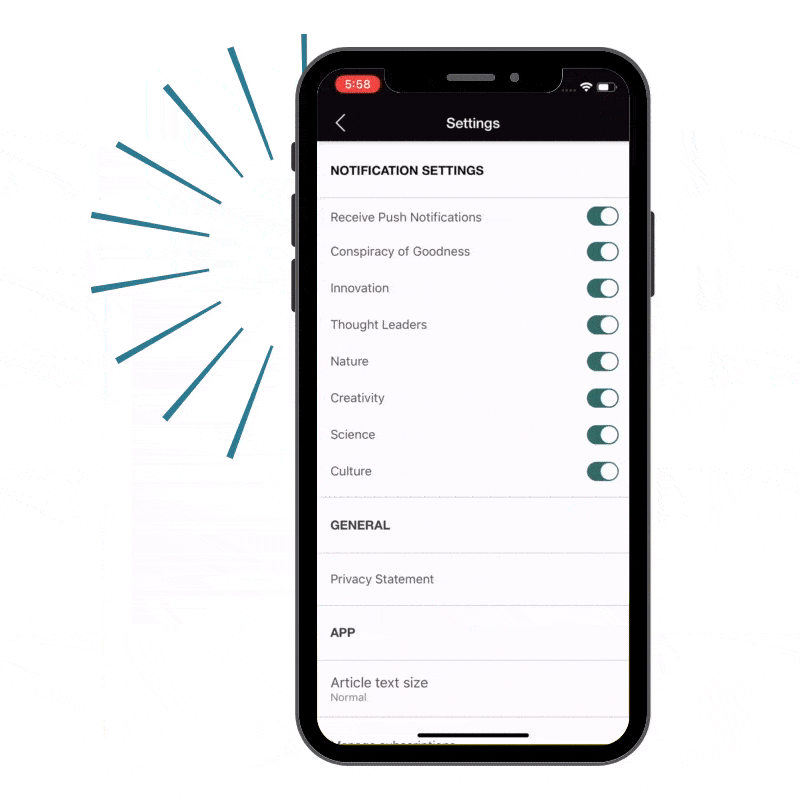 5:58
Settings
NOTIFICATION SETTINGS
Receive Push Notifications
Conspiracy of Goodness
Innovation
Thought Leaders
Nature
Creativity
Science
Culture
GENERAL
Privacy Statement
APP
Article text size
Normal